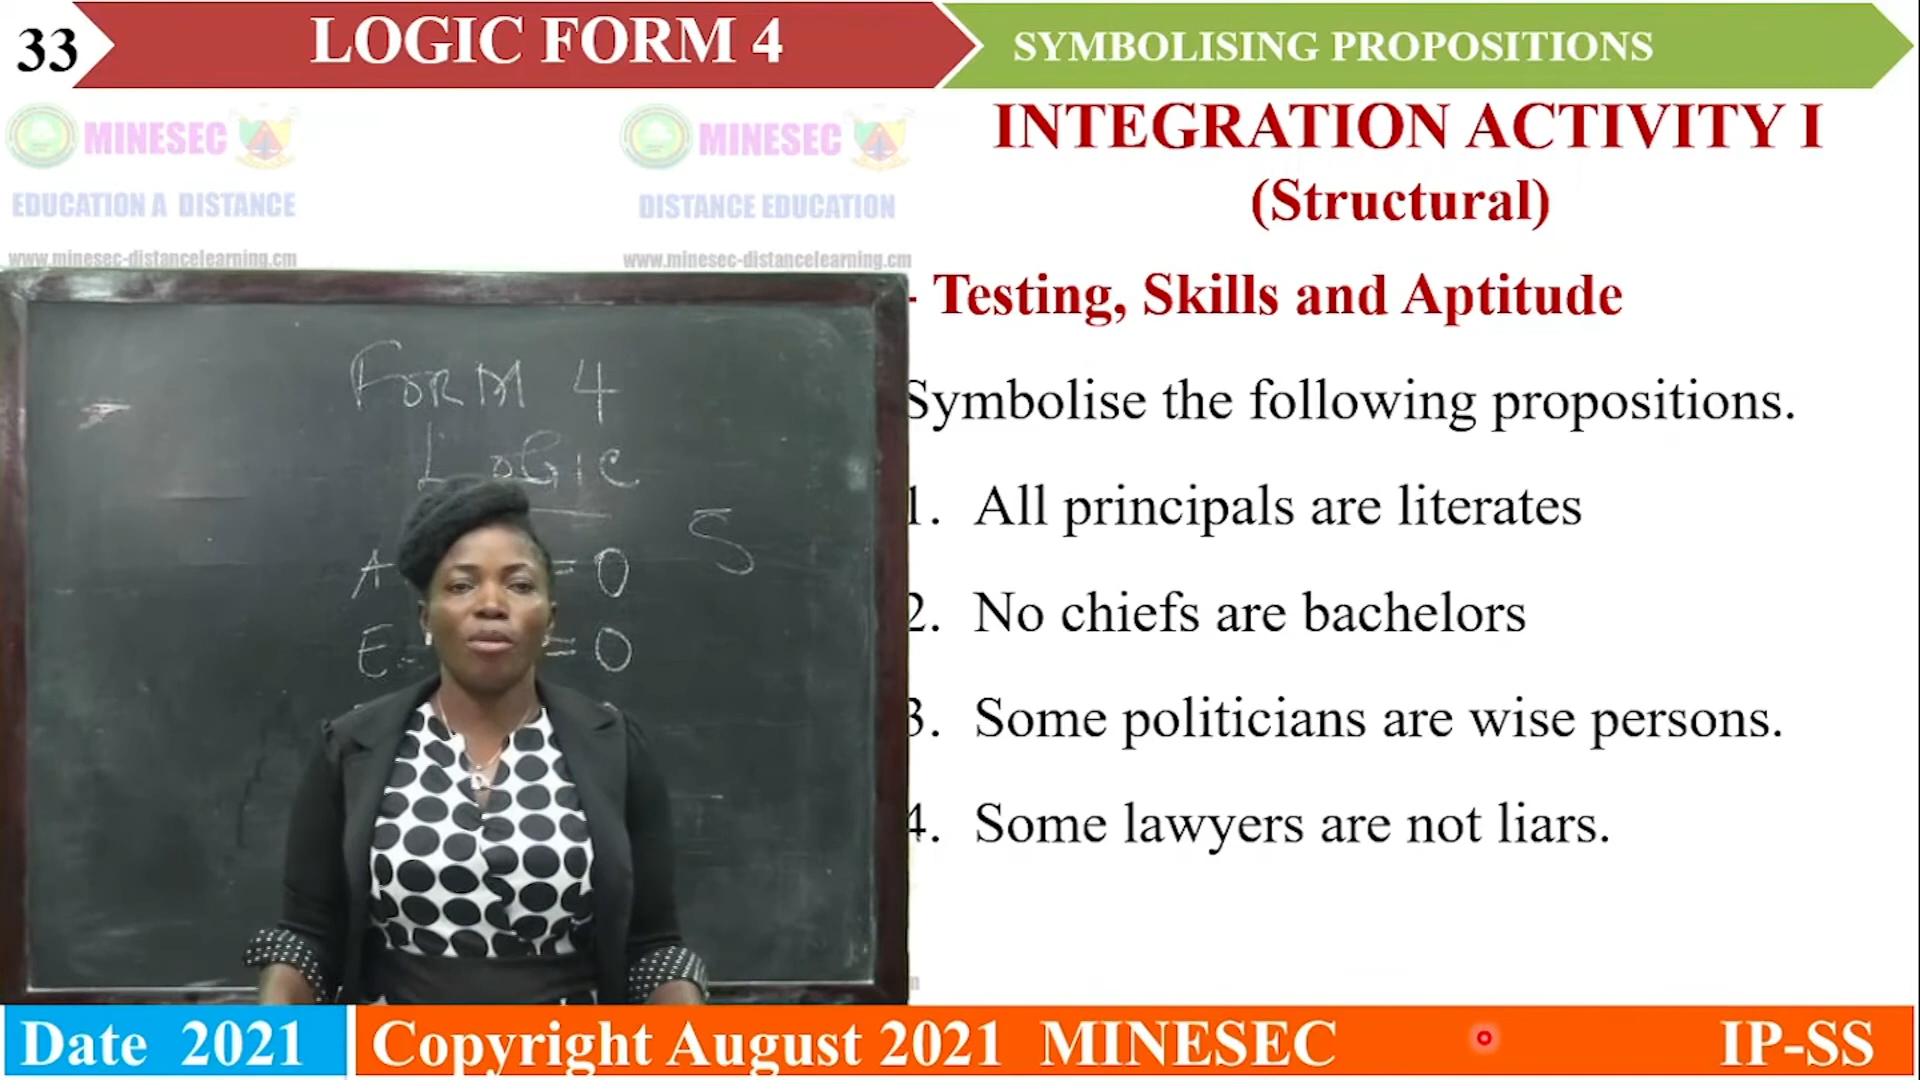 33
LOGIC FORM 4
SYMBOLISING PROPOSITIONS
MINESEC
EDUCATION A DISTANCE
www.minesec-distancelearning.cm
MINESEC
DISTANCE EDUCATION
www.minesec-distancelearning.cm
INTEGRATION ACTIVITY I
(Structural)
- Testing, Skills and Aptitude
Symbolise the following propositions.
1. All principals are literates
2. No chiefs are bachelors
3. Some politicians are wise persons.
4. Some lawyers are not liars.
FORM 4
LOGIC
S
A =0
E- =0
Date 2021
Copyright August 2021 MINESEC
IP-SS